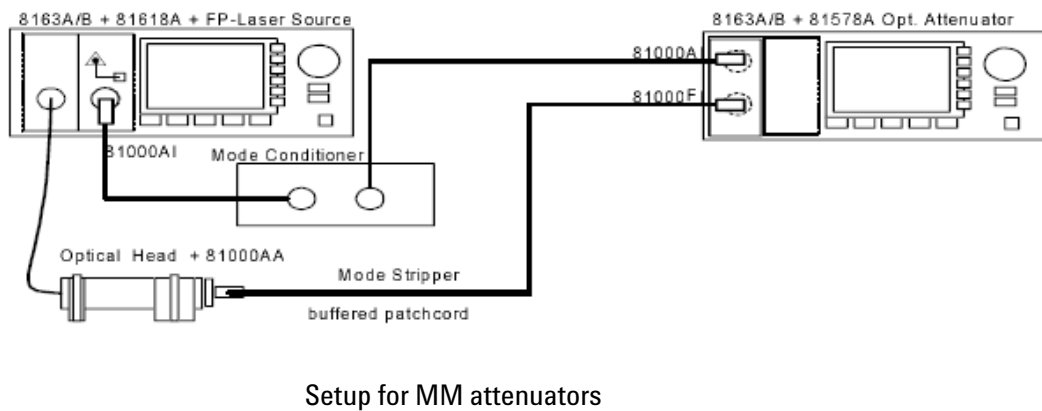 8163A/B + 81618A + FP-Laser Source
8163A/B + 81578A Opt. Attenuator
81000AI
81000FI
81000AI
Mode Conditioner
Optical Head + 81000AA
Mode Stripper
buffered patchcord
Setup for MM attenuators